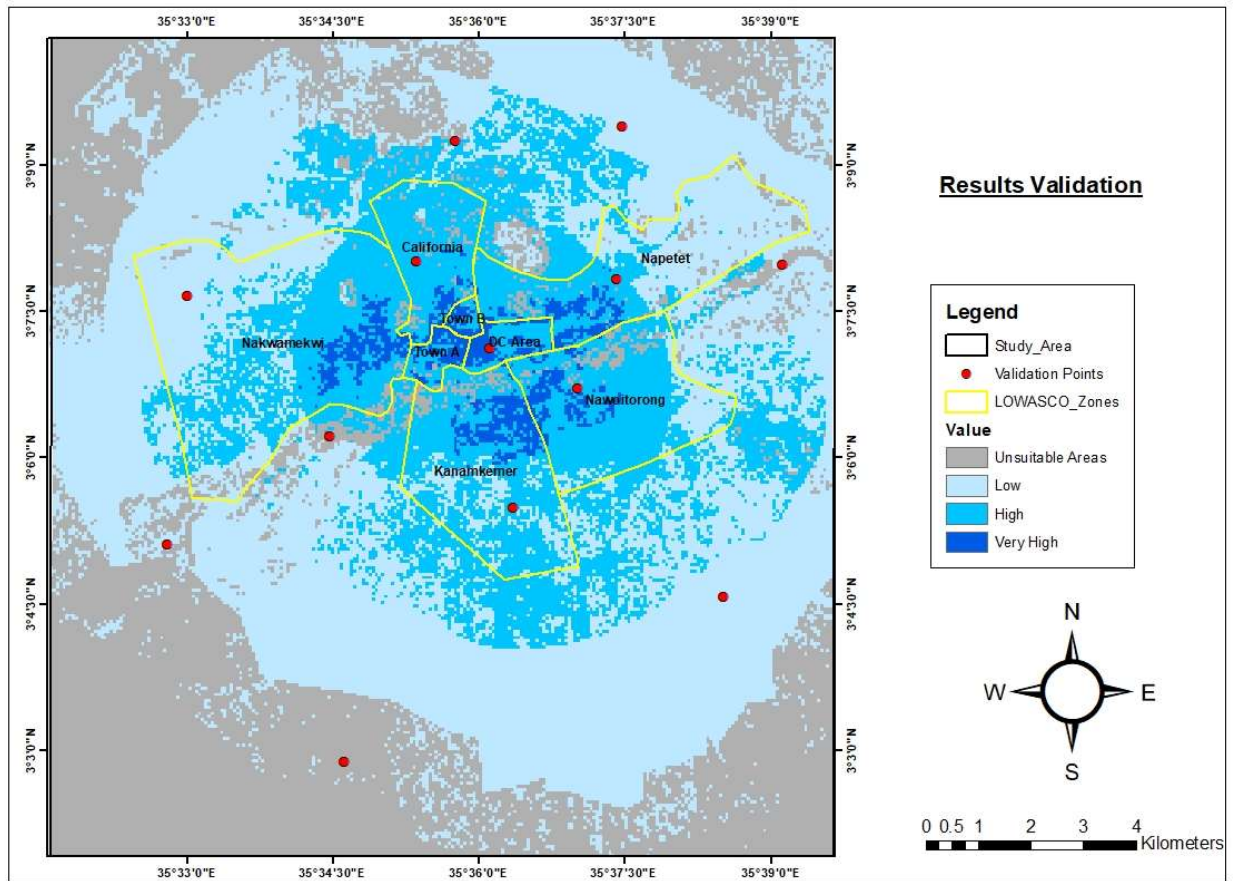 35°33'0"E 35°34'30"E 35°36'0"E 35°37'30"E 35°39'0"E
3°9'0"N 3°9'0"N
Results Validation
California
Napetet
3°7'30"N 3°7'30"N
Town B
Nakwamekwi
Town A
DC Area
Nawoitorong
3°6'0"N 3°6'0"N
Kanamkemer
3°4'30"N 3°4'30"N
3°3'0"N 3°3'0"N
35°33'0"E 35°34'30"E 35°36'0"E 35°37'30"E 35°39'0"E
Legend
Study_Area
Validation Points
LOWASCO_Zones
Value
Unsuitable Areas
Low
High
Very High
N
W E
S
0 0.5 1 2 3 4
Kilometers